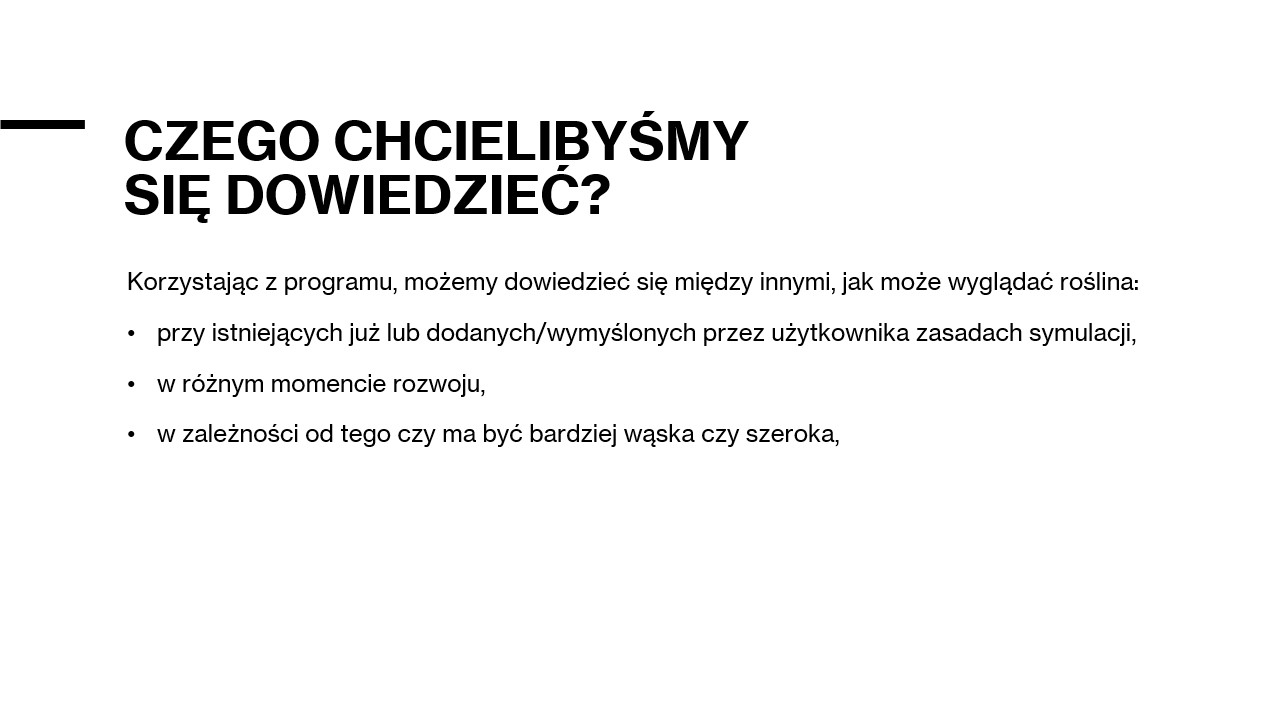 CZEGO CHCIELIBYŚMY
SIĘ DOWIEDZIEĆ?
Korzystając z programu, możemy dowiedzieć się między innymi, jak może wyglądać roślina:
• przy istniejących już lub dodanych/wymyślonych przez użytkownika zasadach symulacji,
• w różnym momencie rozwoju,
• w zależności od tego czy ma być bardziej wąska czy szeroka,